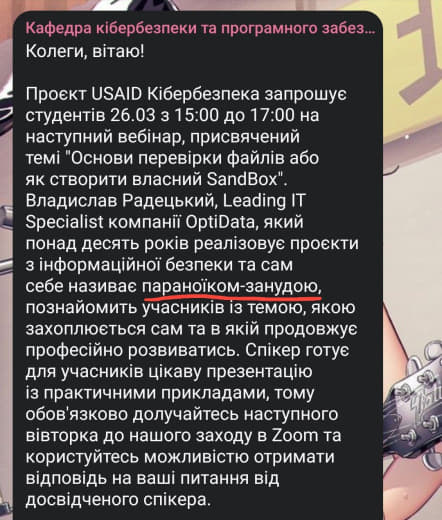 Кафедра кібербезпеки та програмного забез...
Колеги, вітаю!
Проєкт USAID Кібербезпека запрошує
студентів 26.03 з 15:00 до 17:00 на
наступний вебінар, присвячений
темі "Основи перевірки файлів або
як створити власний SandBox".
Владислав Радецький, Leading IT
Specialist компанії OptiData, який
понад десять років реалізовує проєкти
з інформаційної безпеки та сам
себе називає параноїком-занудою,
познайомить учасників із темою, якою
захоплюється сам та в якій продовжує
професійно розвиватись. Спікер готує
для учасників цікаву презентацію
із практичними прикладами, тому
обов'язково долучайтесь наступного
вівторка до нашого заходу в Zoom та
користуйтесь можливістю отримати
відповідь на ваші питання від
досвідченого спікера.